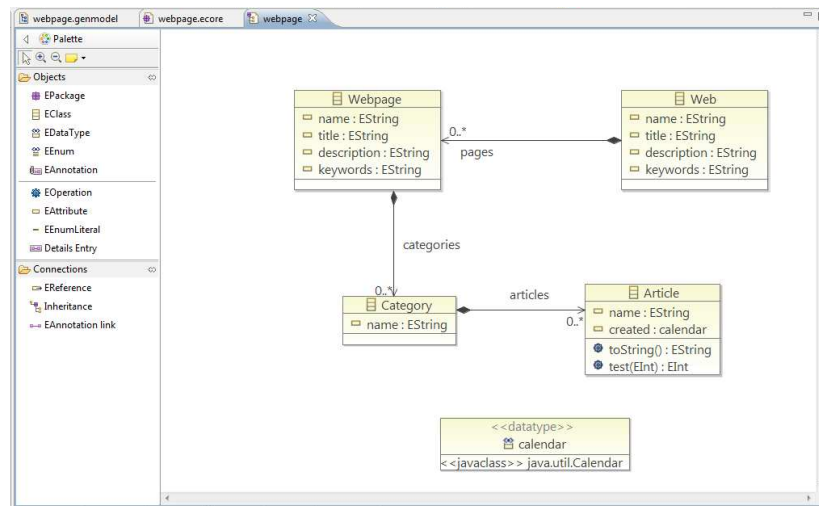 webpage.genmodel
webpage.ecore
webpage
Palette
Objects
EPackage
EClass
EDataType
EEnum
EAnnotation
EOperation
EAttribute
EEnumLiteral
Details Entry
Connections
EReference
Inheritance
EAnnotation link
Webpage
name : EString
title : EString
description : EString
keywords : EString
0..*
pages
Web
name : EString
title : EString
description : EString
keywords : EString
categories
0..*
Category
name : EString
articles
0..*
Article
name : EString
created : calendar
toString() : EString
test(EInt) : EInt
<<datatype>>
calendar
<<javaclass>> java.util.Calendar